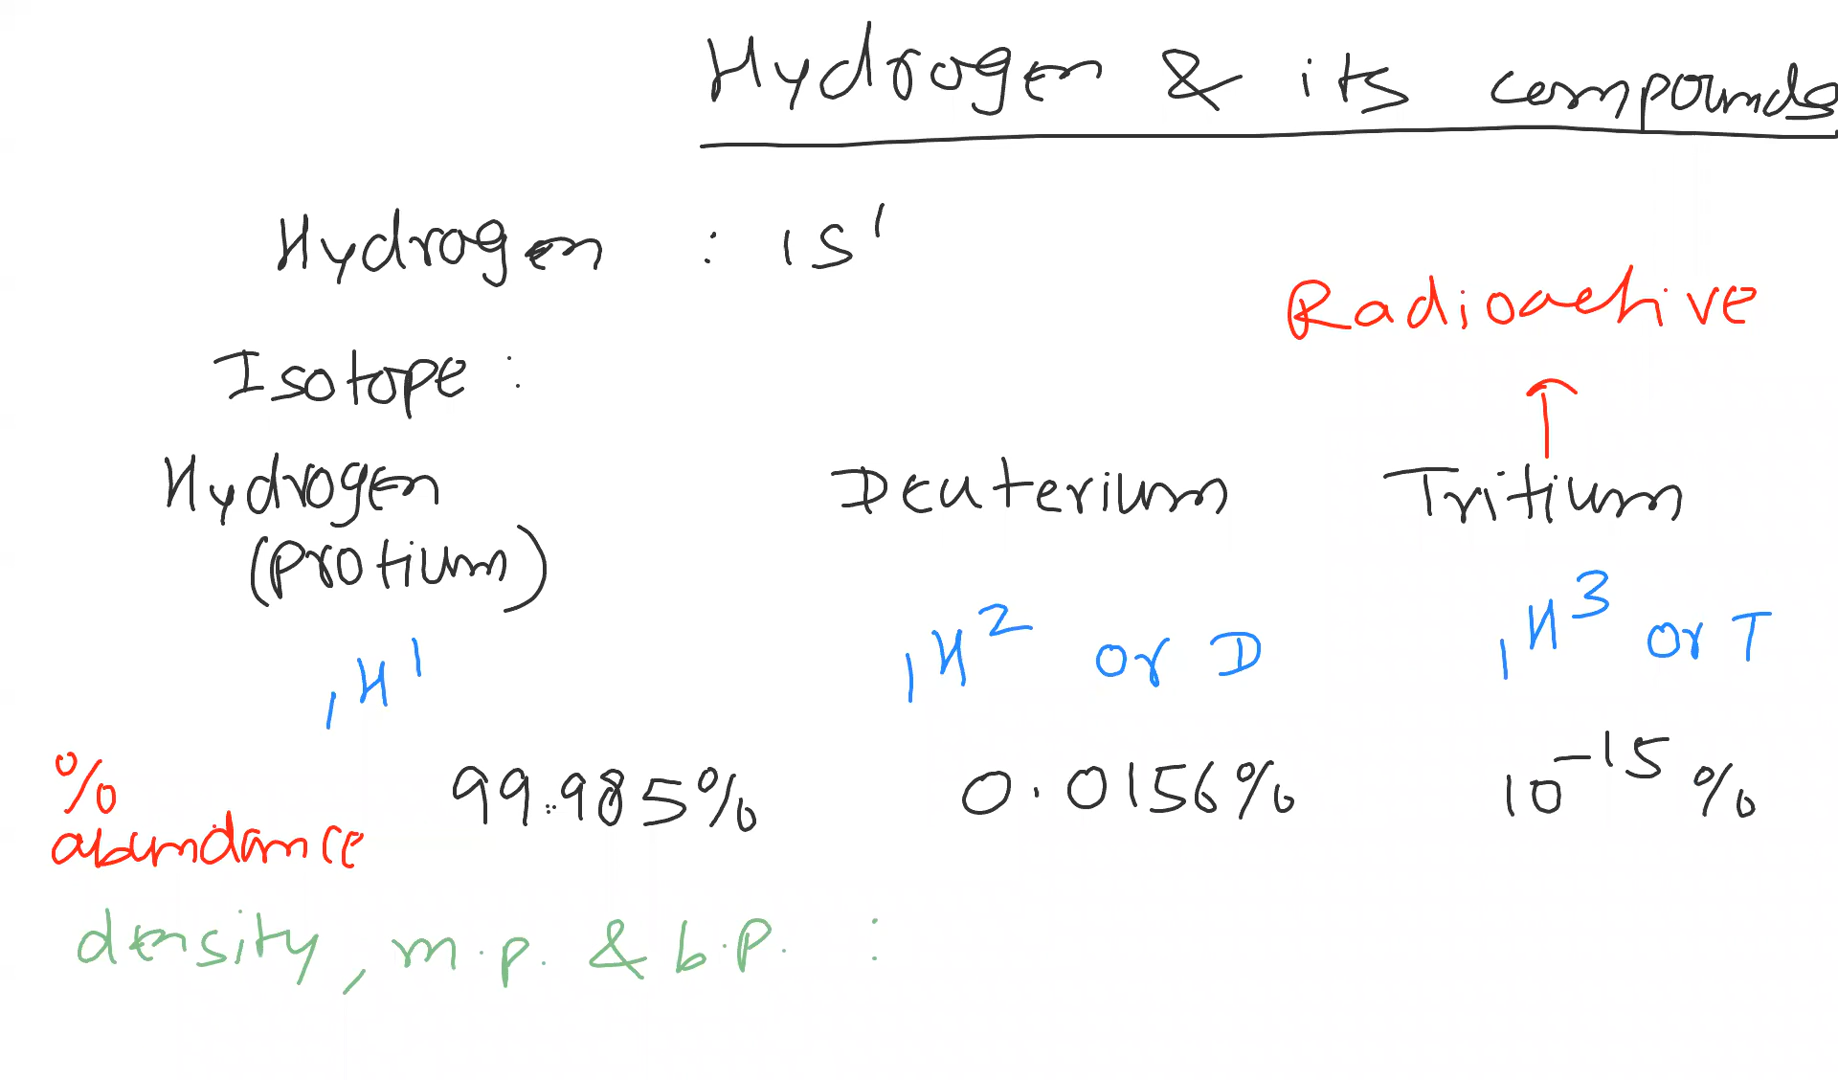 Hydrogen & its compounds
Hydrogen : 1S¹
Radioactive
Isotope :
↑
Hydrogen Deuterium Tritium
(Protium)
₁H¹ ₁H² or D ₁H³ or T
% abundance 99.985% 0.0156% 10⁻¹⁵ %
density, m.p. & b.p. :